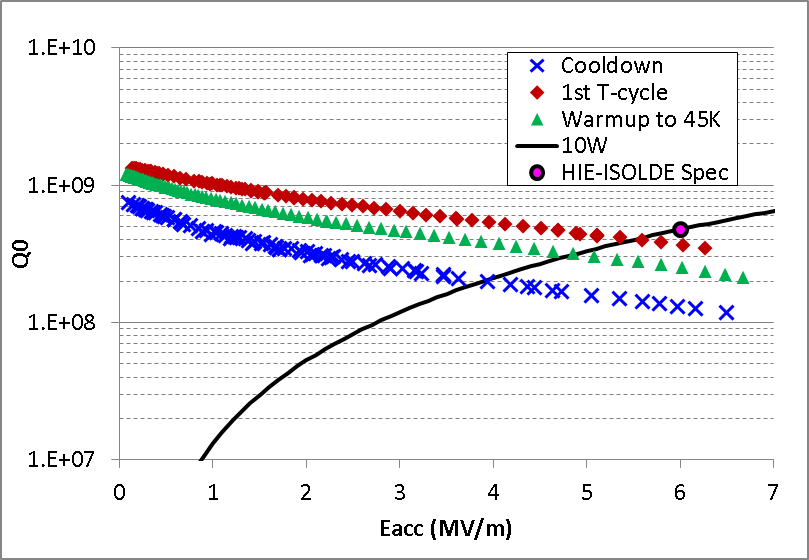 1.E+10
1.E+09
1.E+08
1.E+07
Q0
Cooldown
1st T-cycle
Warmup to 45K
10W
HIE-ISOLDE Spec
0 1 2 3 4 5 6 7
Eacc (MV/m)